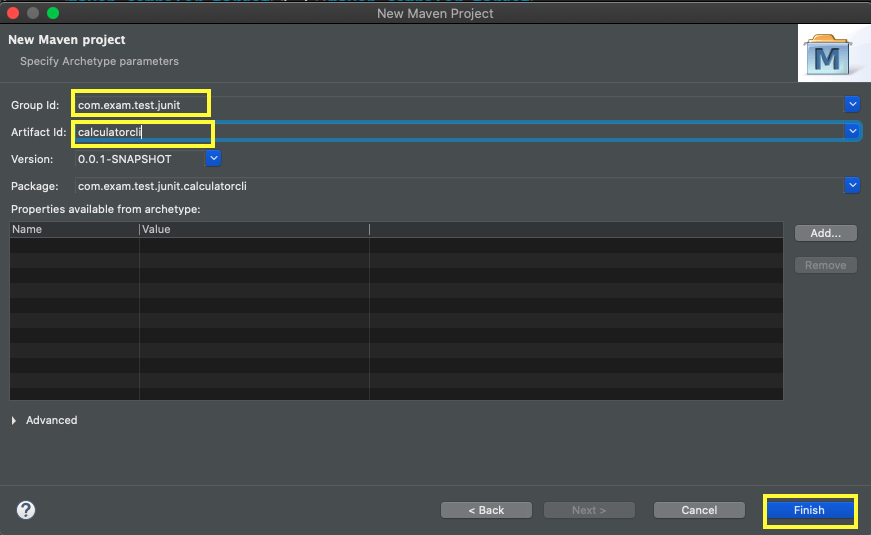 New Maven Project
New Maven project
Specify Archetype parameters
M
Group Id: com.exam.test.junit
Artifact Id: calculatorcli
Version: 0.0.1-SNAPSHOT
Package: com.exam.test.junit.calculatorcli
Properties available from archetype:
Name Value
Add...
Remove
Advanced
? < Back Next > Cancel Finish